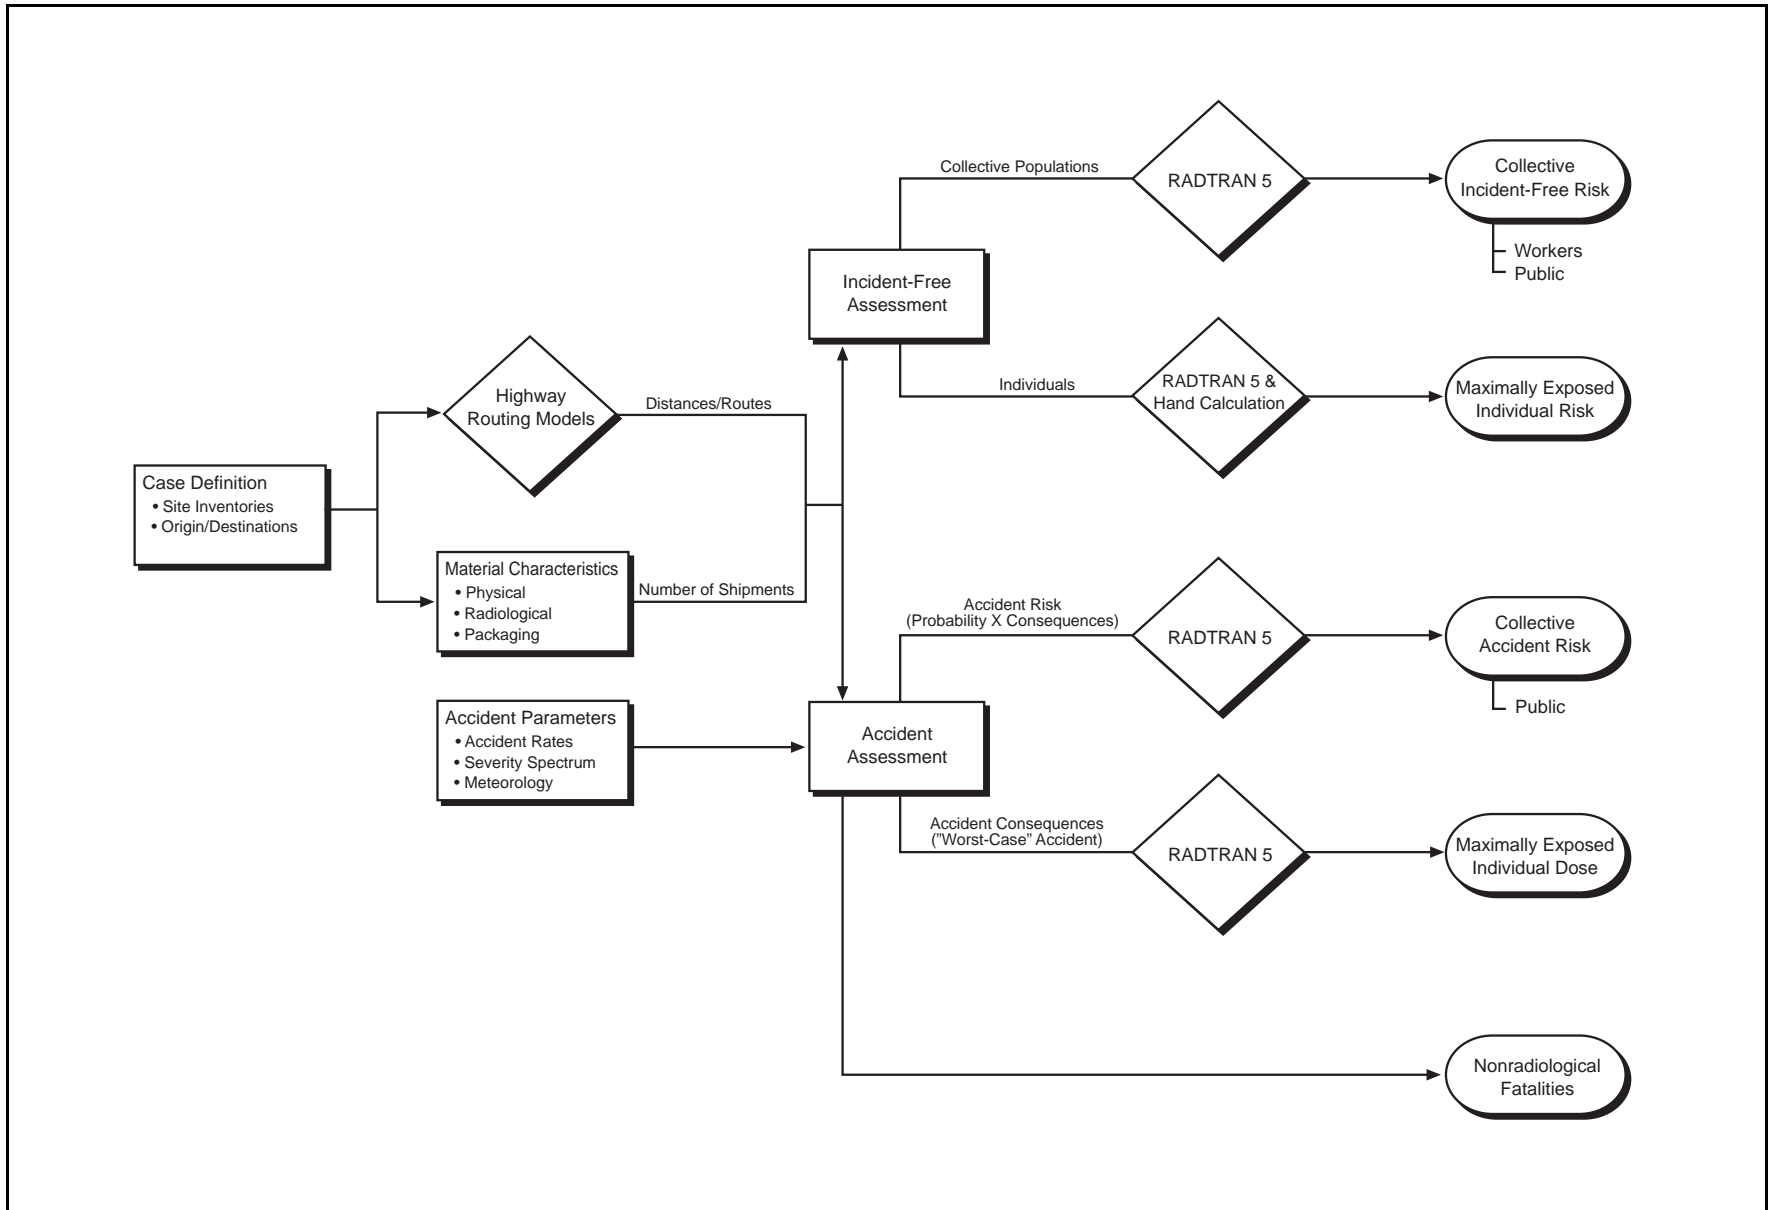 Case Definition
• Site Inventories
• Origin/Destinations
Highway
Routing Models
Distances/Routes
Material Characteristics
• Physical
• Radiological
• Packaging
Number of Shipments
Accident Parameters
• Accident Rates
• Severity Spectrum
• Meteorology
Incident-Free
Assessment
Collective Populations
RADTRAN 5
Collective
Incident-Free Risk
Workers
Public
Individuals
RADTRAN 5 &
Hand Calculation
Maximally Exposed
Individual Risk
Accident
Assessment
Accident Risk
(Probability X Consequences)
RADTRAN 5
Collective
Accident Risk
Public
Accident Consequences
("Worst-Case" Accident)
RADTRAN 5
Maximally Exposed
Individual Dose
Nonradiological
Fatalities